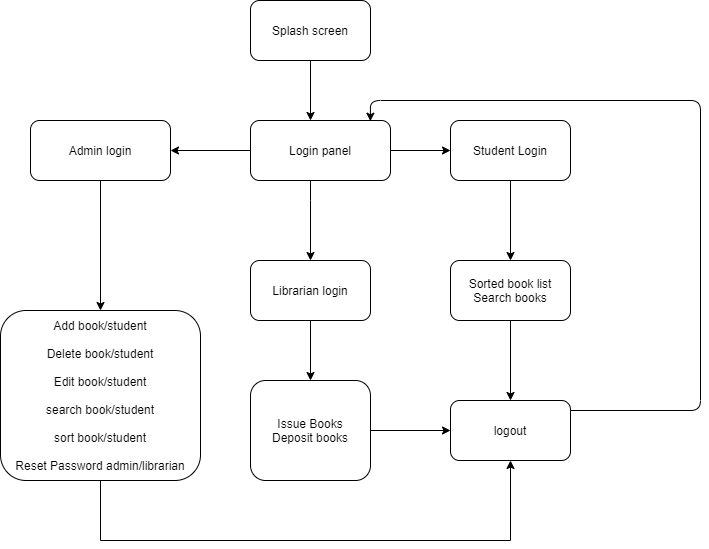 Splash screen
Admin login
Login panel
Student Login
Librarian login
Sorted book list
Search books
Add book/student
Delete book/student
Edit book/student
search book/student
sort book/student
Reset Password admin/librarian
Issue Books
Deposit books
logout